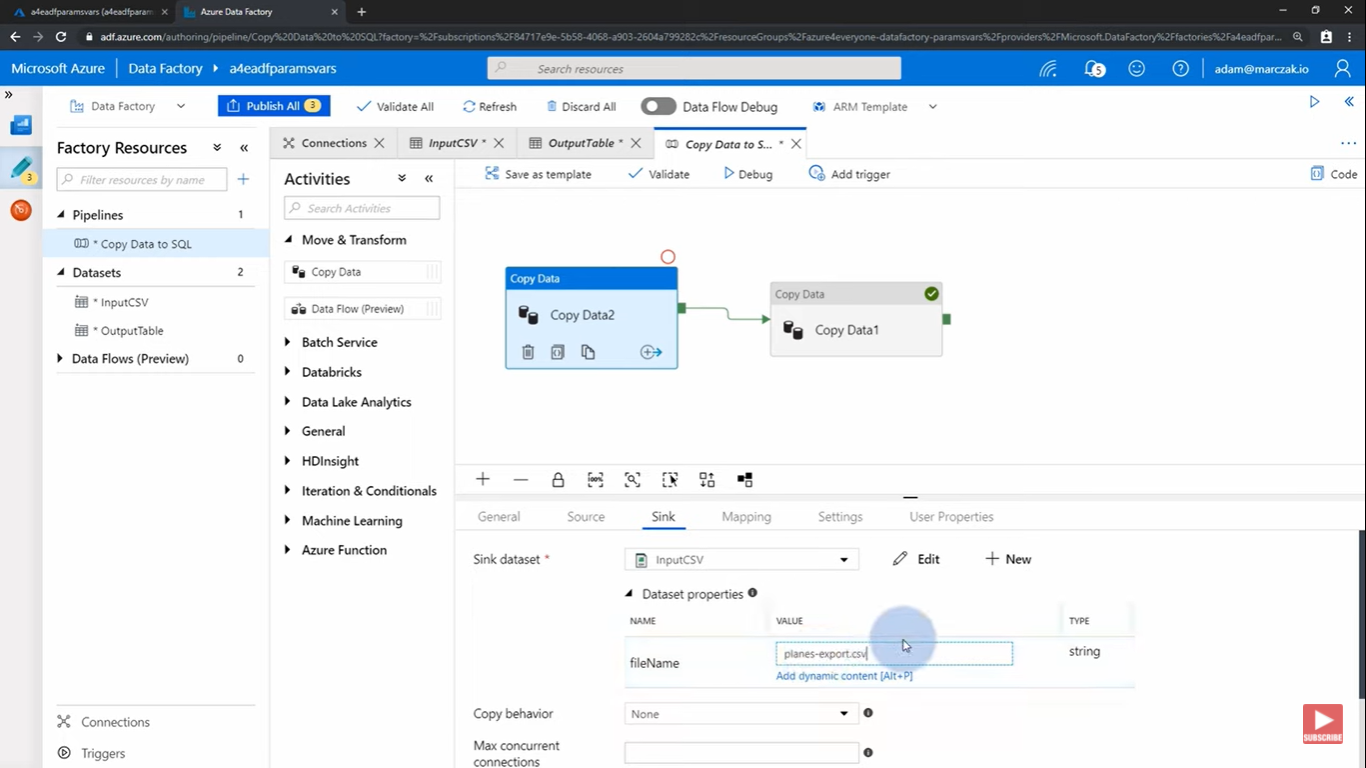 a4eadfparamsvars (a4eadfparam
Azure Data Factory
adf.azure.com/authoring/pipeline/Copy%20Data%20to%20SQL?factory=%2Fsubscriptions%2F84717e9e-5b58-4068-a903-2604a799282c%2FresourceGroups%2Fazure4everyone-datafactory-paramsvars%2Fproviders%2FMicrosoft.DataFactory%2Ffactories%2Fa4eadfpar...
Microsoft Azure
Data Factory
a4eadfparamsvars
Search resources
5
adam@marczak.io
Data Factory
Publish All 3
Validate All
Refresh
Discard All
Data Flow Debug
ARM Template
3
Factory Resources
Filter resources by name
Pipelines 1
* Copy Data to SQL
Datasets 2
* InputCSV
* OutputTable
Data Flows (Preview) 0
Connections
Triggers
Connections
InputCSV *
OutputTable *
Copy Data to S... *
Activities
Search Activities
Move & Transform
Copy Data
Data Flow (Preview)
Batch Service
Databricks
Data Lake Analytics
General
HDInsight
Iteration & Conditionals
Machine Learning
Azure Function
Save as template
Validate
Debug
Add trigger
Code
Copy Data
Copy Data2
Copy Data
Copy Data1
100%
General
Source
Sink
Mapping
Settings
User Properties
Sink dataset *
InputCSV
Edit
New
Dataset properties
NAME
VALUE
TYPE
fileName
planes-export.csv
string
Add dynamic content [Alt+P]
Copy behavior
None
Max concurrent
connections
SUBSCRIBE